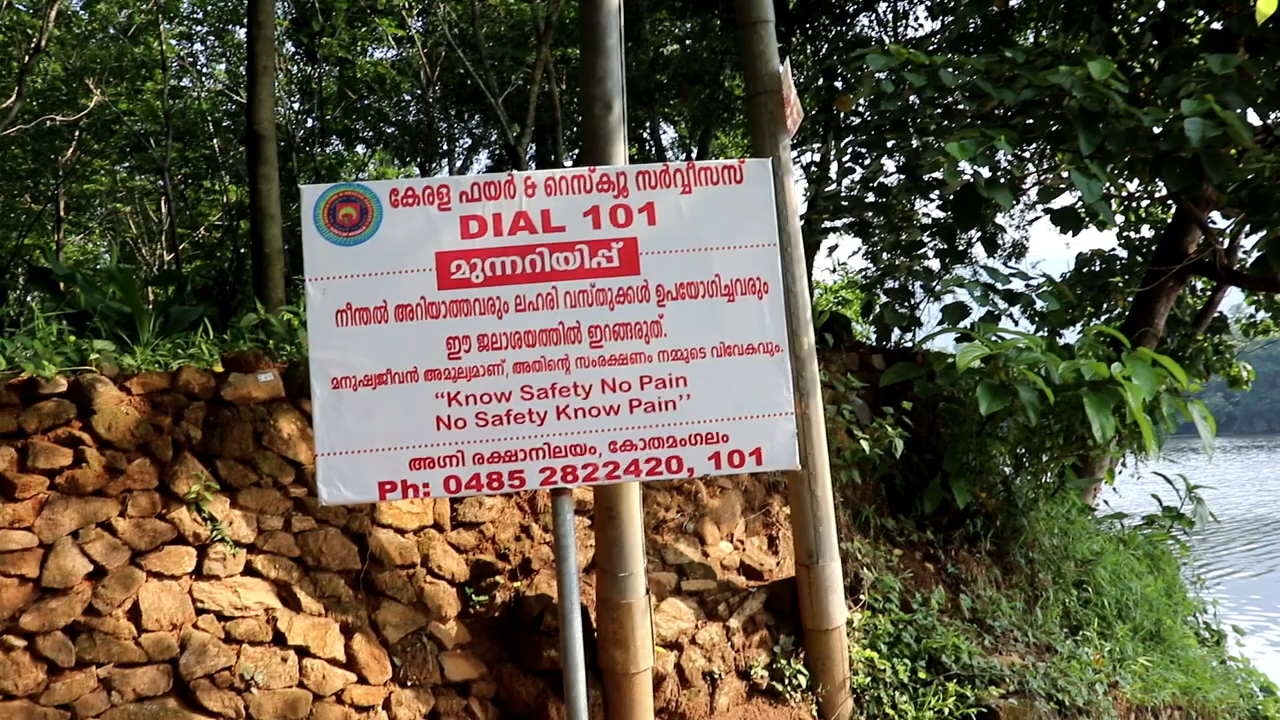 കേരള ഫയർ & റെസ്ക്യൂ സർവ്വീസസ്
DIAL 101
മുന്നറിയിപ്പ്
നീന്തൽ അറിയാത്തവരും ലഹരി വസ്തുക്കൾ ഉപയോഗിച്ചവരും
ഈ ജലാശയത്തിൽ ഇറങ്ങരുത്.
മനുഷ്യജീവൻ അമൂല്യമാണ്, അതിന്റെ സംരക്ഷണം നമ്മുടെ വിവേകവും.
“Know Safety No Pain
No Safety Know Pain’’
അഗ്നി രക്ഷാനിലയം, കോതമംഗലം
Ph: 0485 2822420, 101